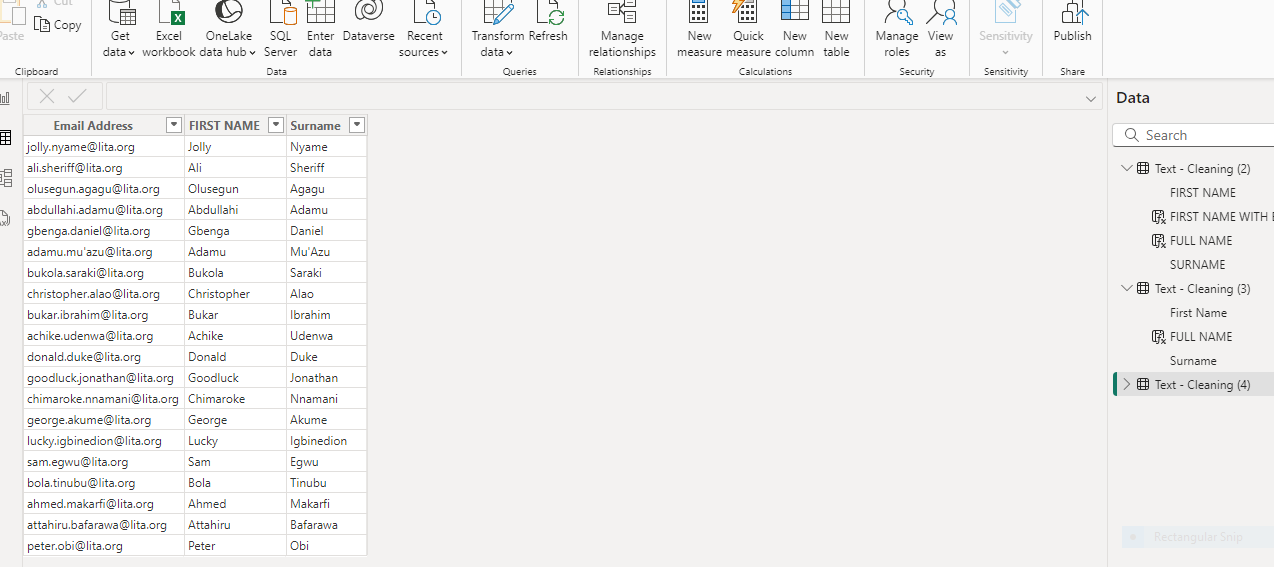 Cut
Paste
Copy
Get data
Excel workbook
OneLake data hub
SQL Server
Enter data
Dataverse
Recent sources
Transform data
Refresh
Manage relationships
New measure
Quick measure
New column
New table
Manage roles
View as
Sensitivity
Publish
Clipboard
Data
Queries
Relationships
Calculations
Security
Sensitivity
Share
Email Address FIRST NAME Surname
jolly.nyame@lita.org Jolly Nyame
ali.sheriff@lita.org Ali Sheriff
olusegun.agagu@lita.org Olusegun Agagu
abdullahi.adamu@lita.org Abdullahi Adamu
gbenga.daniel@lita.org Gbenga Daniel
adamu.mu'azu@lita.org Adamu Mu'Azu
bukola.saraki@lita.org Bukola Saraki
christopher.alao@lita.org Christopher Alao
bukar.ibrahim@lita.org Bukar Ibrahim
achike.udenwa@lita.org Achike Udenwa
donald.duke@lita.org Donald Duke
goodluck.jonathan@lita.org Goodluck Jonathan
chimaroke.nnamani@lita.org Chimaroke Nnamani
george.akume@lita.org George Akume
lucky.igbinedion@lita.org Lucky Igbinedion
sam.egwu@lita.org Sam Egwu
bola.tinubu@lita.org Bola Tinubu
ahmed.makarfi@lita.org Ahmed Makarfi
attahiru.bafarawa@lita.org Attahiru Bafarawa
peter.obi@lita.org Peter Obi
Data
Search
Text - Cleaning (2)
FIRST NAME
FIRST NAME WITH E
FULL NAME
SURNAME
Text - Cleaning (3)
First Name
FULL NAME
Surname
Text - Cleaning (4)
Rectangular Snip